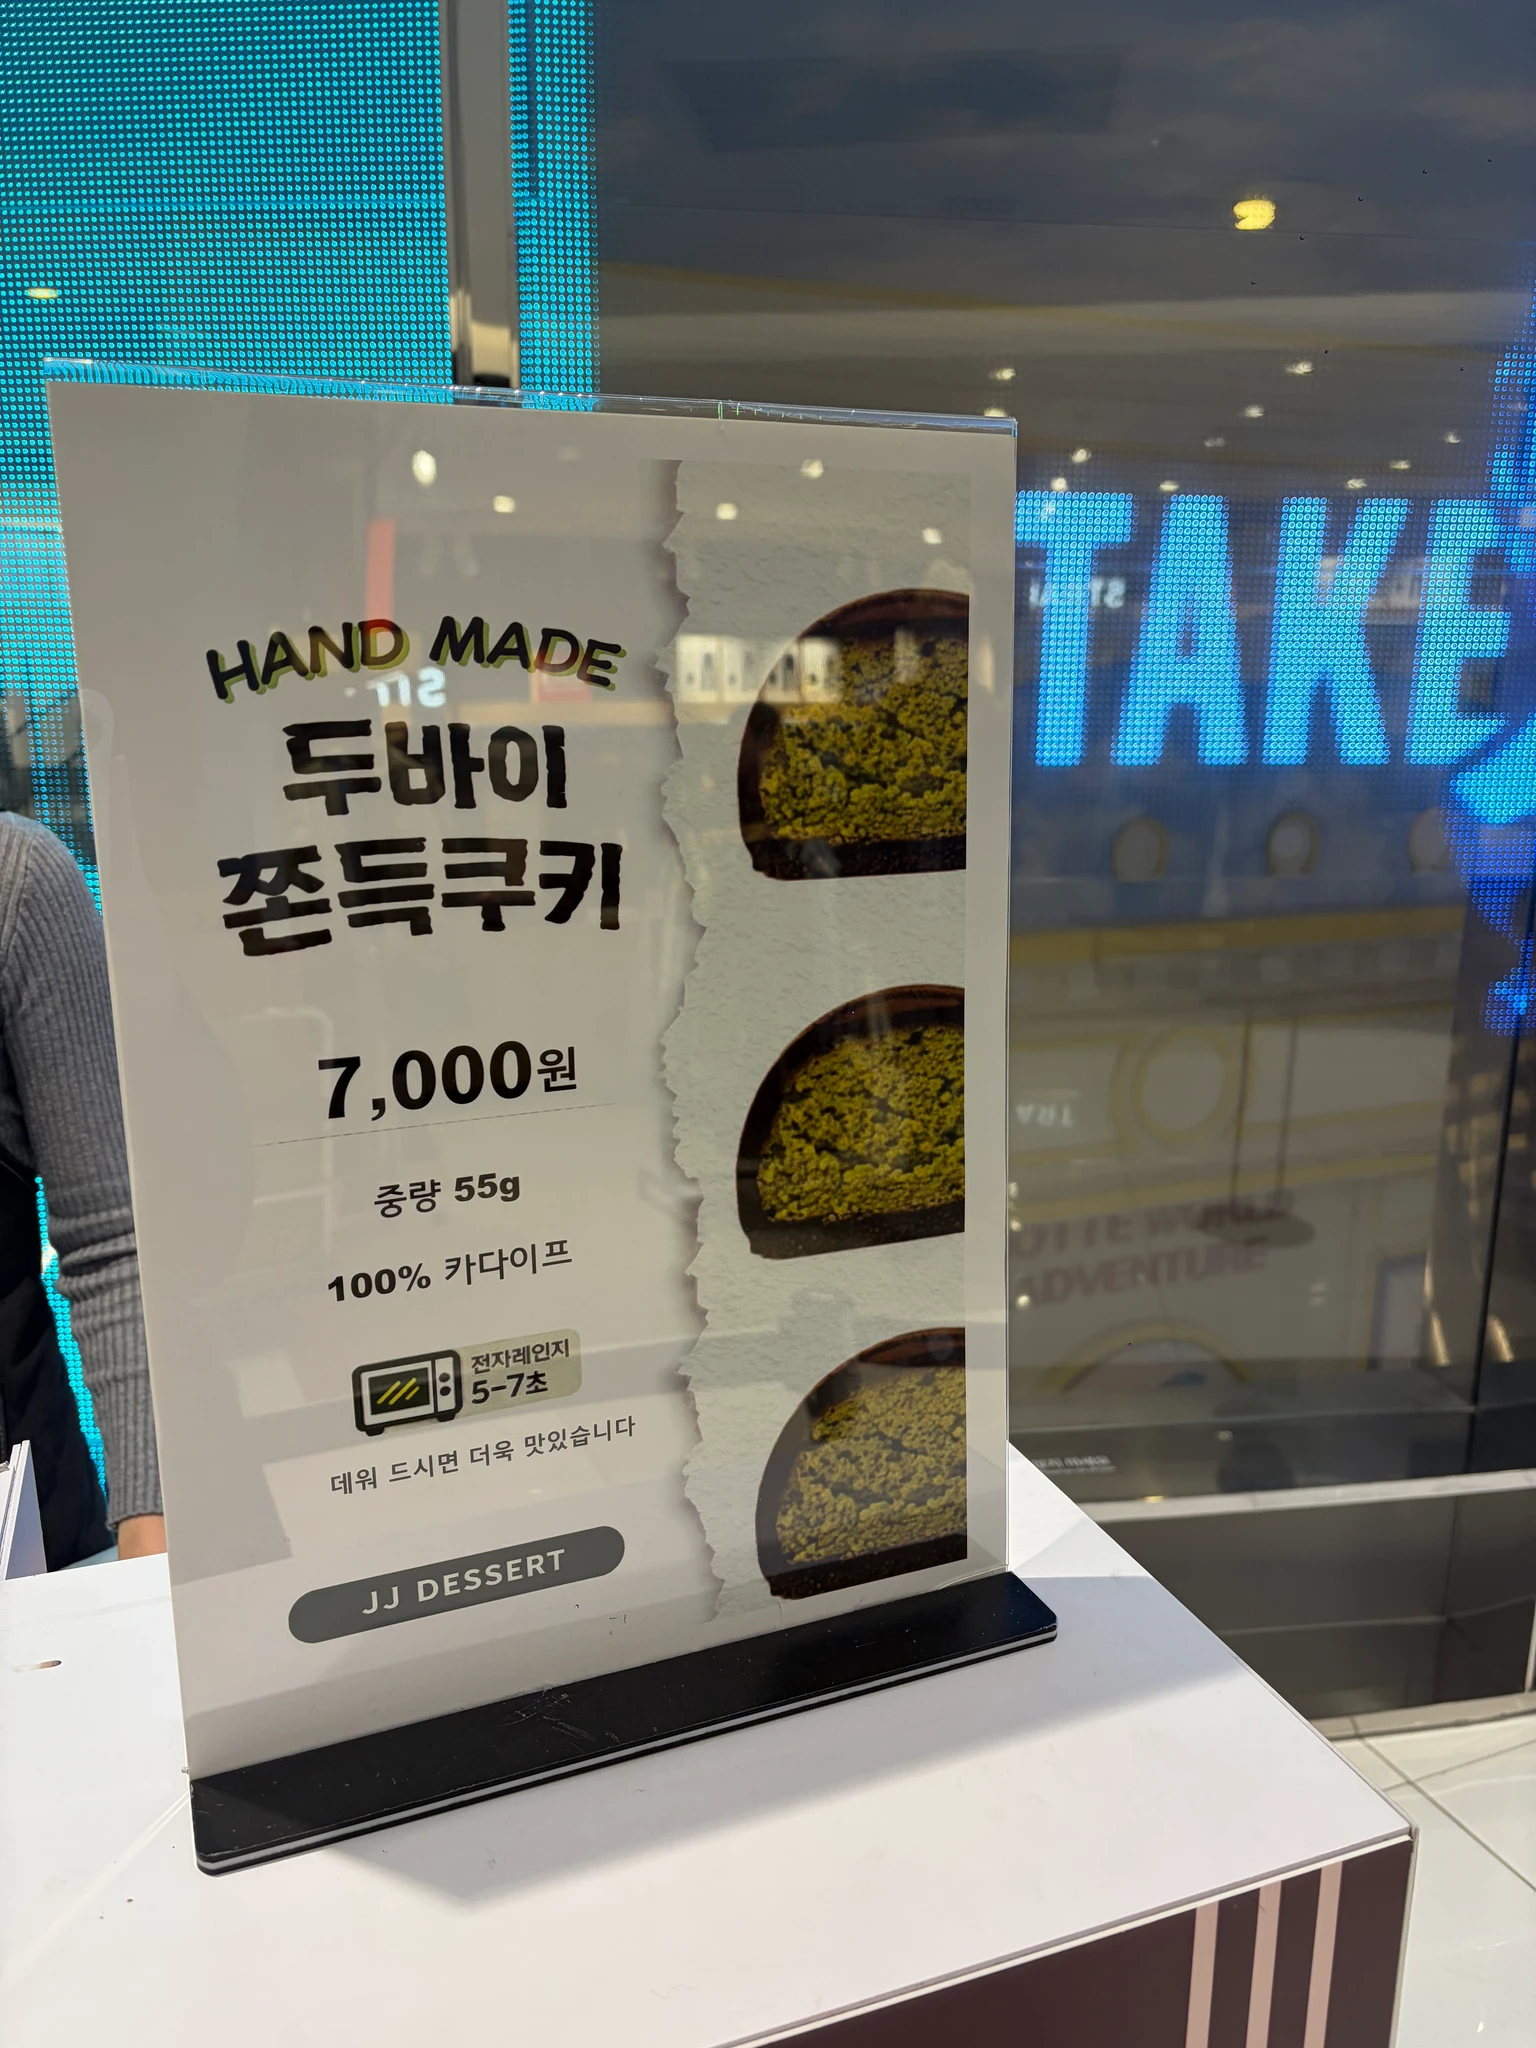 HAND MADE
두바이
쫀득쿠키
7,000원
중량 55g
100% 카다이프
전자레인지
5-7초
데워 드시면 더욱 맛있습니다
JJ DESSERT
TAKE
ADVENTURE